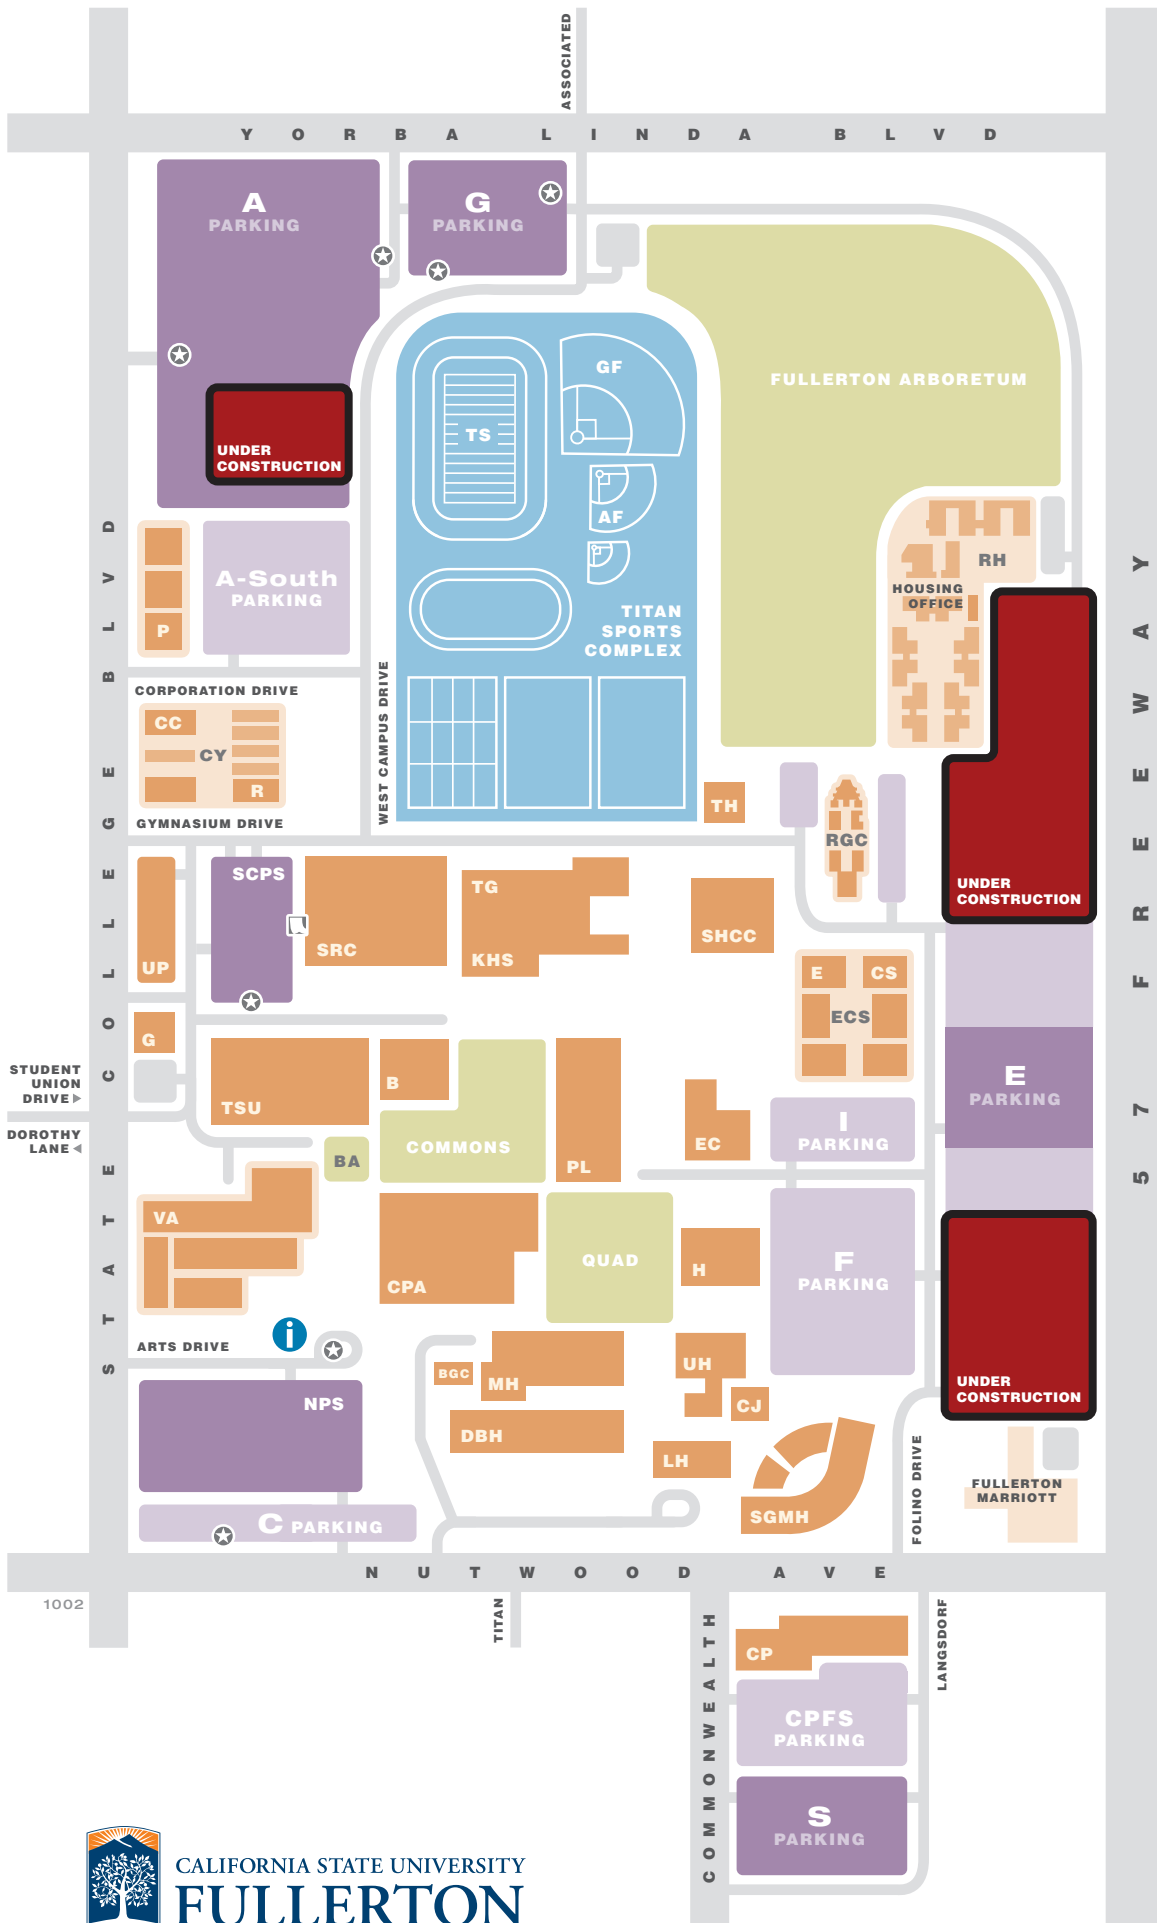 ASSOCIATED
YORBA LINDA BLVD
A
PARKING
G
PARKING
UNDER
CONSTRUCTION
TS
GF
AF
TITAN
SPORTS
COMPLEX
FULLERTON ARBORETUM
RH
HOUSING
OFFICE
A-South
PARKING
P
CORPORATION DRIVE
CC
CY
R
GYMNASIUM DRIVE
WEST CAMPUS DRIVE
STATE COLLEGE BLVD
57 FREEWAY
TH
RGC
UNDER
CONSTRUCTION
SCPS
SRC
TG
KHS
SHCC
UP
G
E
CS
ECS
E
PARKING
STUDENT
UNION
DRIVE
DOROTHY
LANE
TSU
B
COMMONS
BA
PL
EC
I
PARKING
VA
CPA
QUAD
H
F
PARKING
ARTS DRIVE
i
NPS
BGC
MH
UH
CJ
DBH
LH
SGMH
UNDER
CONSTRUCTION
FOLINO DRIVE
FULLERTON
MARRIOTT
C PARKING
NUTWOOD AVE
1002
TITAN
COMMONWEALTH
LANGSDORF
CP
CPFS
PARKING
S
PARKING
CALIFORNIA STATE UNIVERSITY
FULLERTON